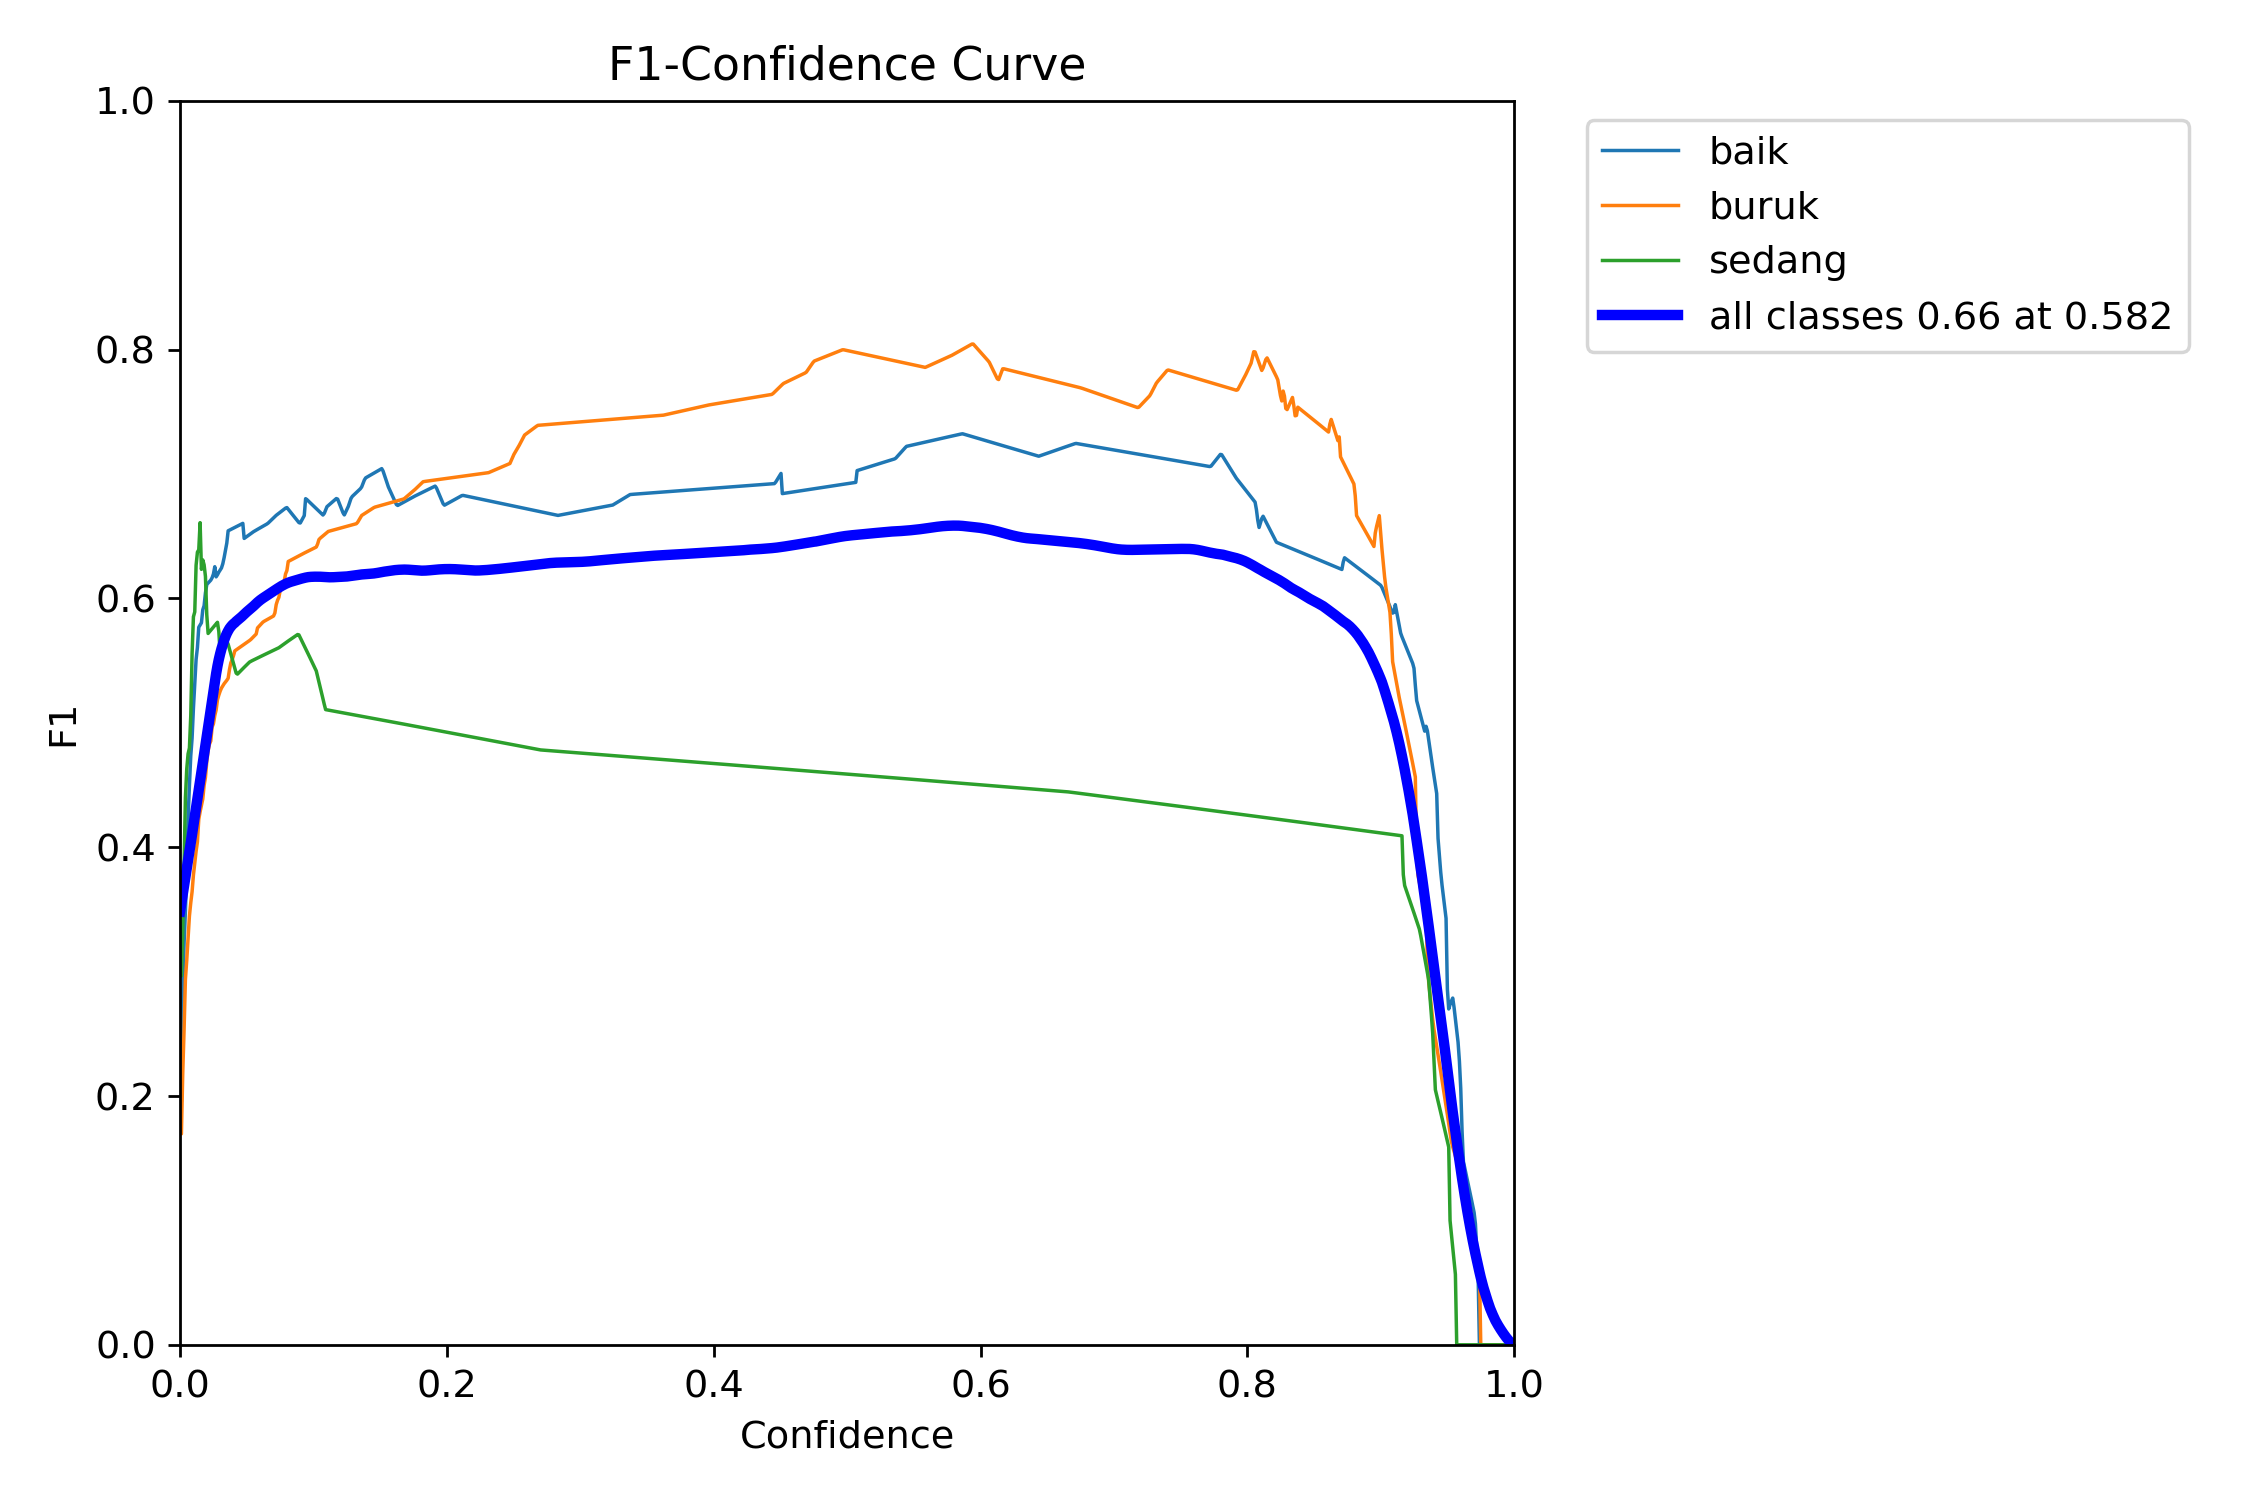 F1-Confidence Curve
1.0
0.8
0.6
0.4
0.2
0.0
F1
0.0 0.2 0.4 0.6 0.8 1.0
Confidence
baik
buruk
sedang
all classes 0.66 at 0.582